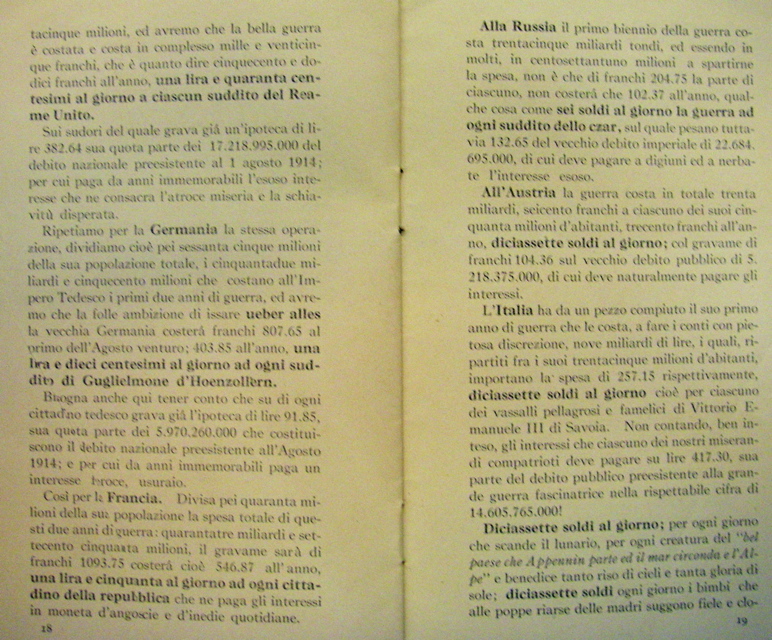 tacinque milioni, ed avremo che la bella guerra
è costata e costa in complesso mille e venticin-
que franchi, che è quanto dire cinquecento e do-
dici franchi all'anno, una lira e quaranta cen-
tesimi al giorno a ciascun suddito del Rea-
me Unito.
Sui sudori del quale grava giá un'ipoteca di li-
re 382.64 sua quota parte dei 17.218.995.000 del
debito nazionale preesistente al 1 agosto 1914;
per cui paga da anni immemorabili l'esoso inte-
resse che ne consacra l'atroce miseria e la schia-
vitù disperata.
Ripetiamo per la Germania la stessa opera-
zione, dividiamo cioè pei sessanta cinque milioni
della sua popolazione totale, i cinquantadue mi-
liardi e cinquecento milioni che costano all'Im-
pero Tedesco i primi due anni di guerra, ed avre-
mo che la folle ambizione di issare ueber alles
la vecchia Germania costerá franchi 807.65 al
primo dell'Agosto venturo; 403.85 all'anno, una
lira e dieci centesimi al giorno ad ogni sud-
dito di Guglielmone d'Hoenzollern.
Bisogna anche qui tener conto che su di ogni
cittadino tedesco grava giá l'ipoteca di lire 91.85,
sua quota parte dei 5.970.260.000 che costitui-
scono il debito nazionale preesistente all'Agosto
1914; e per cui da anni immemorabili paga un
interesse feroce, usuraio.
Cosi per la Francia. Divisa pei quaranta mi-
lioni della sua popolazione la spesa totale di que-
sti due anni di guerra: quarantatre miliardi e set-
tecento cinquanta milioni, il gravame sará di
franchi 1093.75 costerá cioè 546.87 all' anno,
una lira e cinquanta al giorno ad ogni citta-
dino della repubblica che ne paga gli interessi
in moneta d'angoscie e d'inedie quotidiane.
18
Alla Russia il primo biennio della guerra co-
sta trentacinque miliardi tondi, ed essendo in
molti, in centosettantuno milioni a spartirne
la spesa, non è che di franchi 204.75 la parte di
ciascuno, non costerá che 102.37 all'anno, qual-
che cosa come sei soldi al giorno la guerra ad
ogni suddito dello czar, sul quale pesano tutta-
via 132.65 del vecchio debito imperiale di 22.684.
695.000, di cui deve pagare a digiuni ed a nerba-
te l'interesse esoso.
All'Austria la guerra costa in totale trenta
miliardi, seicento franchi a ciascuno dei suoi cin-
quanta milioni d'abitanti, trecento franchi all'an-
no, diciassette soldi al giorno; col gravame di
franchi 104.36 sul vecchio debito pubblico di 5.
218.375.000, di cui deve naturalmente pagare gli
interessi.
L'Italia ha da un pezzo compiuto il suo primo
anno di guerra che le costa, a fare i conti con pie-
tosa discrezione, nove miliardi di lire, i quali, ri-
partiti fra i suoi trentacinque milioni d'abitanti,
importano la spesa di 257.15 rispettivamente,
diciassette soldi al giorno cioè per ciascuno
dei vassalli pellagrosi e famelici di Vittorio E-
manuele III di Savoia. Non contando, ben in-
teso, gli interessi che ciascuno dei nostri miseran-
di compatrioti deve pagare su lire 417.30, sua
parte del debito pubblico preesistente alla gran-
de guerra fascinatrice nella rispettabile cifra di
14.605.765.000!
Diciassette soldi al giorno; per ogni giorno
che scande il lunario, per ogni creatura del "bel
paese che Appennin parte ed il mar circonda e l'Al-
pe" e benedice tanto riso di cieli e tanta gloria di
sole; diciassette soldi ogni giorno i bimbi che
alle poppe riarse delle madri suggono fiele e clo-
19